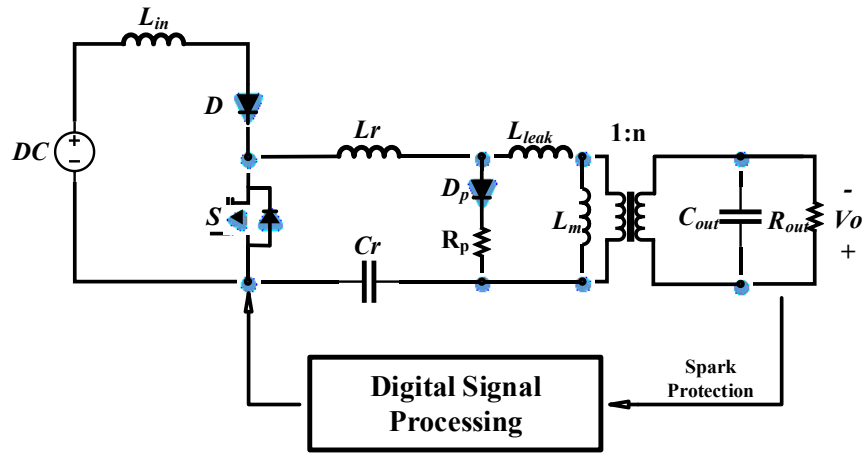 Lin
D
DC
+
−
Lr
Lleak
1:n
S
Dp
Rp
Lm
Cr
Cout
Rout
-
Vo
+
Digital Signal
Processing
Spark
Protection